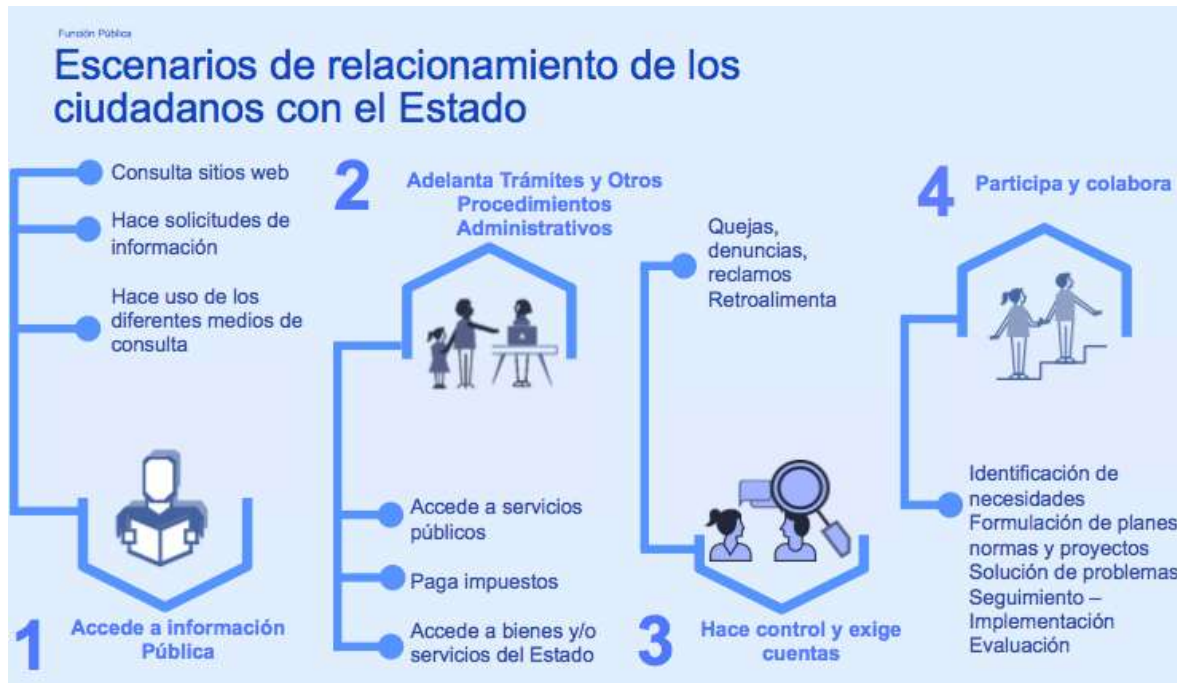 Función Pública
Escenarios de relacionamiento de los
ciudadanos con el Estado
Consulta sitios web
Hace solicitudes de
información
Hace uso de los
diferentes medios de
consulta
1
Accede a información
Pública
2
Adelanta Trámites y Otros
Procedimientos
Administrativos
Accede a servicios
públicos
Paga impuestos
Accede a bienes y/o
servicios del Estado
Quejas,
denuncias,
reclamos
Retroalimenta
3
Hace control y exige
cuentas
4
Participa y colabora
Identificación de
necesidades
Formulación de planes
normas y proyectos
Solución de problemas
Seguimiento –
Implementación
Evaluación